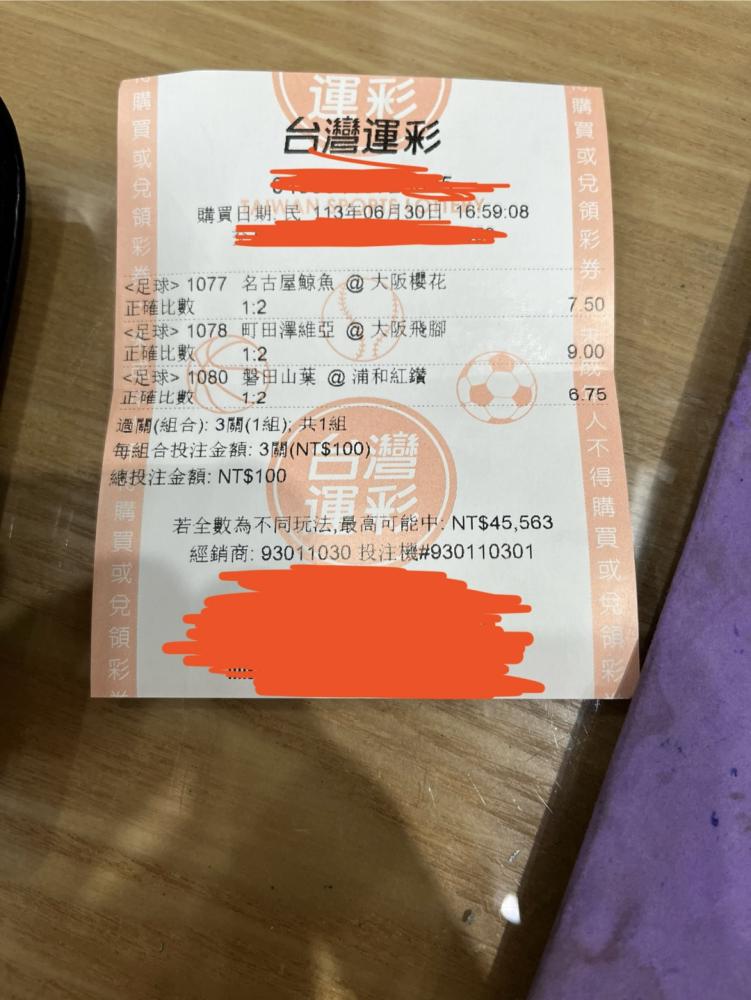 運彩
台灣運彩
TAIWAN SPORTS LOTTERY
購買日期: 民 113年06月30日 16:59:08
<足球> 1077 名古屋鯨魚 @ 大阪櫻花
正確比數 1:2 7.50
<足球> 1078 町田澤維亞 @ 大阪飛腳
正確比數 1:2 9.00
<足球> 1080 磐田山葉 @ 浦和紅鑽
正確比數 1:2 6.75
過關(組合): 3關(1組); 共1組
每組合投注金額: 3關(NT$100)
總投注金額: NT$100
台灣
運彩
若全數為不同玩法,最高可能中: NT$45,563
經銷商: 93011030 投注機#930110301
得購買或兌領彩券
得購買或兌領彩券
得購買或兌領彩券
人不得購買或兌領彩